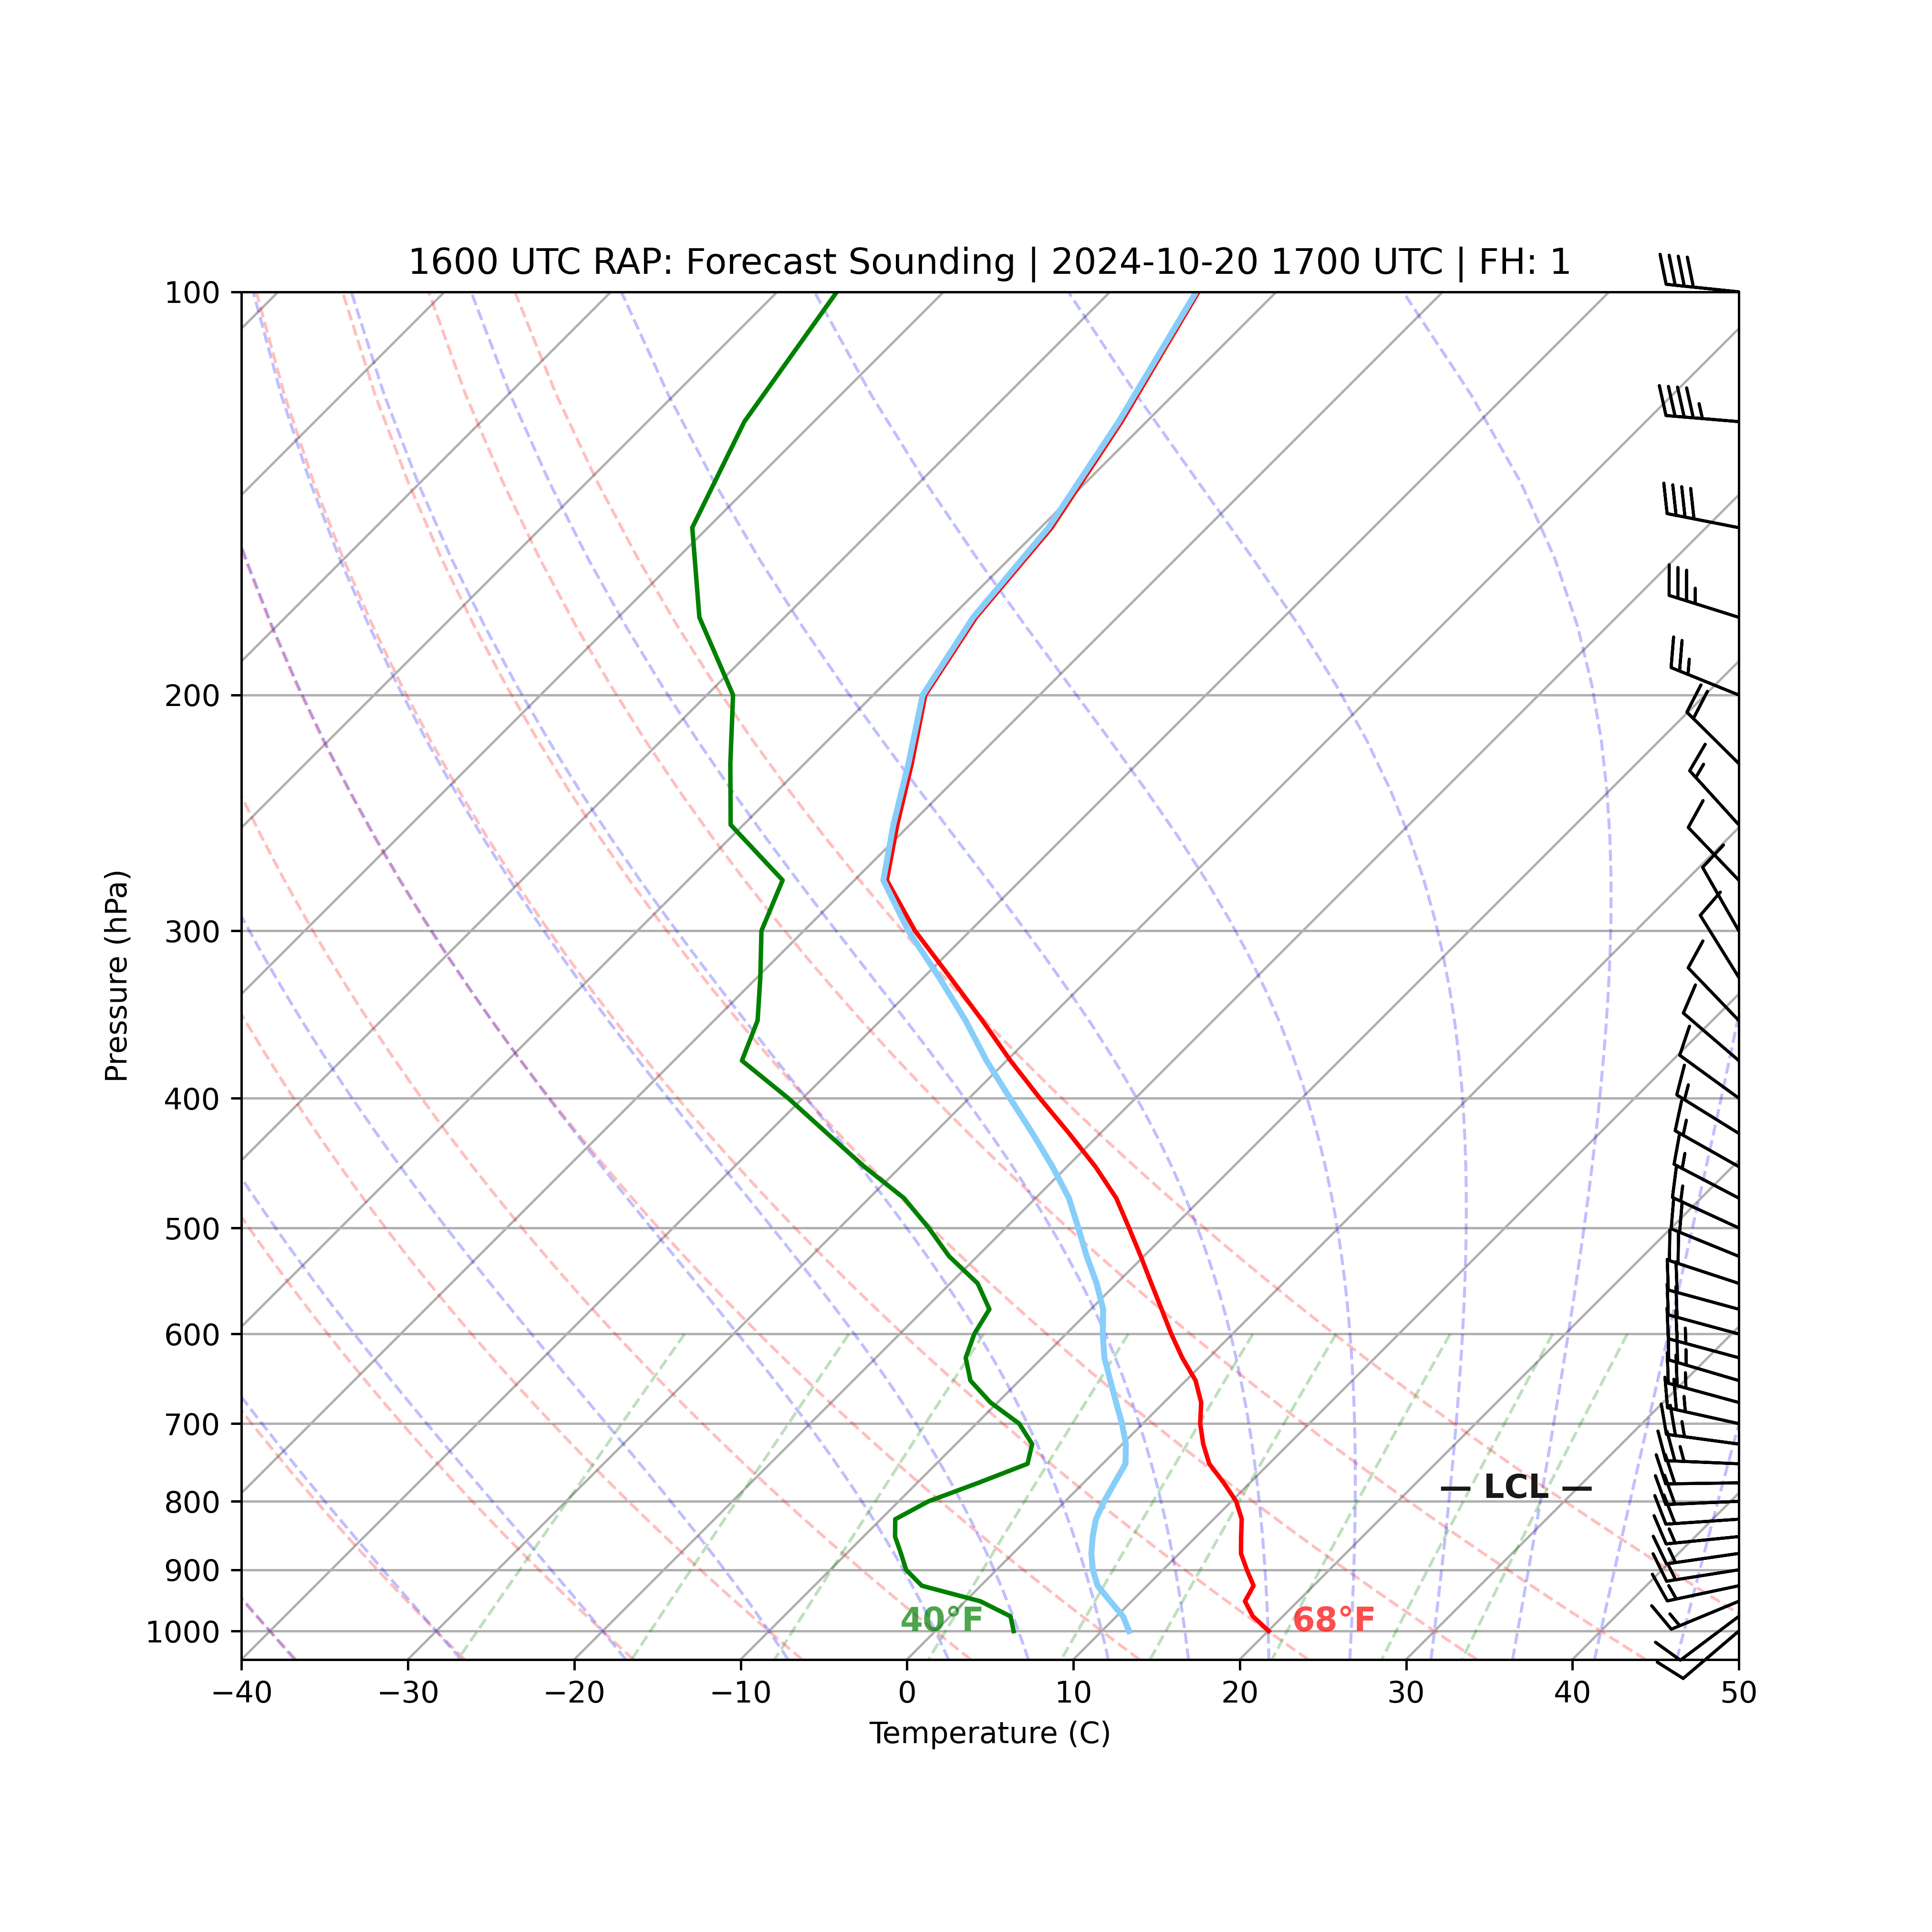 1600 UTC RAP: Forecast Sounding | 2024-10-20 1700 UTC | FH: 1
100
200
300
400
500
600
700
800
900
1000
Pressure (hPa)
— LCL —
40°F
68°F
−40 −30 −20 −10 0 10 20 30 40 50
Temperature (C)